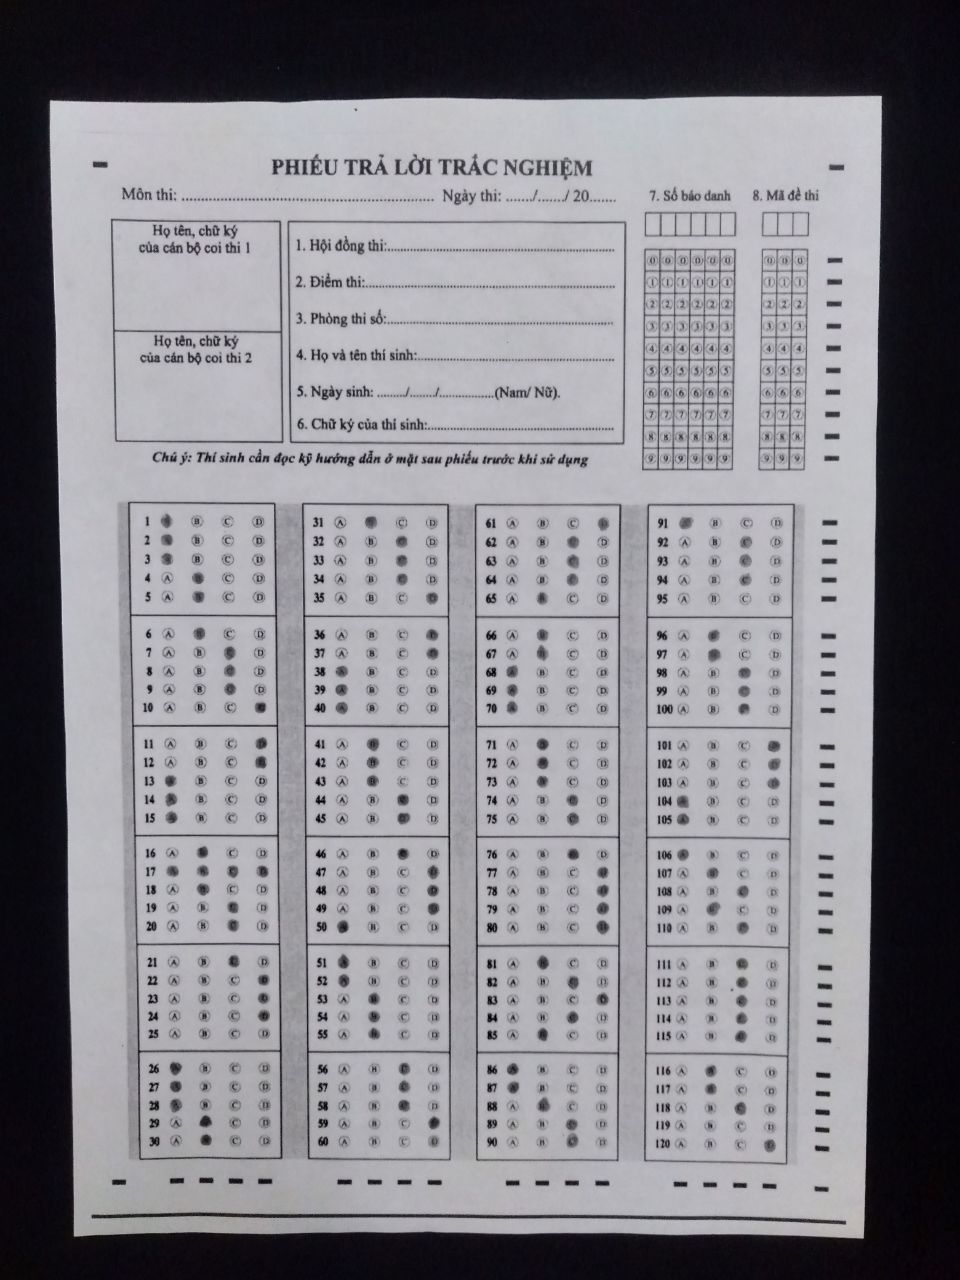 PHIẾU TRẢ LỜI TRẮC NGHIỆM
Môn thi: ............................................................ Ngày thi: ......./......./ 20.......
7. Số báo danh
8. Mã đề thi
Họ tên, chữ ký
của cán bộ coi thi 1
Họ tên, chữ ký
của cán bộ coi thi 2
1. Hội đồng thi:.........................................................
2. Điểm thi:..............................................................
3. Phòng thi số:.........................................................
4. Họ và tên thí sinh:.................................................
5. Ngày sinh: ......./......./..............(Nam/ Nữ).
6. Chữ ký của thí sinh:..............................................
0 0 0 0 0 0
1 1 1 1 1 1
2 2 2 2 2 2
3 3 3 3 3 3
4 4 4 4 4 4
5 5 5 5 5 5
6 6 6 6 6 6
7 7 7 7 7 7
8 8 8 8 8 8
9 9 9 9 9 9
0 0 0
1 1 1
2 2 2
3 3 3
4 4 4
5 5 5
6 6 6
7 7 7
8 8 8
9 9 9
Chú ý: Thí sinh cần đọc kỹ hướng dẫn ở mặt sau phiếu trước khi sử dụng
1 B C D
2 B C D
3 B C D
4 A C D
5 A C D
6 A C D
7 A B D
8 A B D
9 A B D
10 A B C
11 A B C
12 A B C
13 B C D
14 B C D
15 B C D
16 A C D
17
18 A C D
19 A B D
20 A B D
21 A B D
22 A B C
23 A B C
24 A B C
25 A B C D
26 B C D
27 B C D
28 B C D
29 A C D
30 A C D
31 A C D
32 A B D
33 A B D
34 A B D
35 A B C
36 A B C
37 A B C
38 B C D
39 B C D
40 B C D
41 A C D
42 A C D
43 A C D
44 A B D
45 A B D
46 A B D
47 A B C
48 A B C
49 A B C
50 B C D
51 B C D
52 B C D
53 A C D
54 A C D
55 A C D
56 A B D
57 A B D
58 A B D
59 A B C
60 A B C D
61 A B C
62 A B D
63 A B D
64 A B D
65 A C D
66 A C D
67 A C D
68 B C D
69 B C D
70 B C D
71 A C D
72 A C D
73 A C D
74 A B D
75 A B D
76 A B D
77 A B C
78 A B C
79 A B C
80 A B C
81 A C D
82 A B D
83 A B C
84 A B D
85 A C D
86 B C D
87 B C D
88 A C D
89 A B D
90 A B D
91 B C D
92 A B D
93 A B D
94 A B D
95 A B C D
96 A C D
97 A C D
98 A B D
99 A B D
100 A B D
101 A B C
102 A B C
103 A B C
104 B C D
105 B C D
106 B C D
107 A C D
108 A B D
109 A C D
110 A B D
111 A B D
112 A B D
113 A B D
114 A B D
115 A B D
116 A C D
117 A C D
118 A B D
119 A B C D
120 A B C